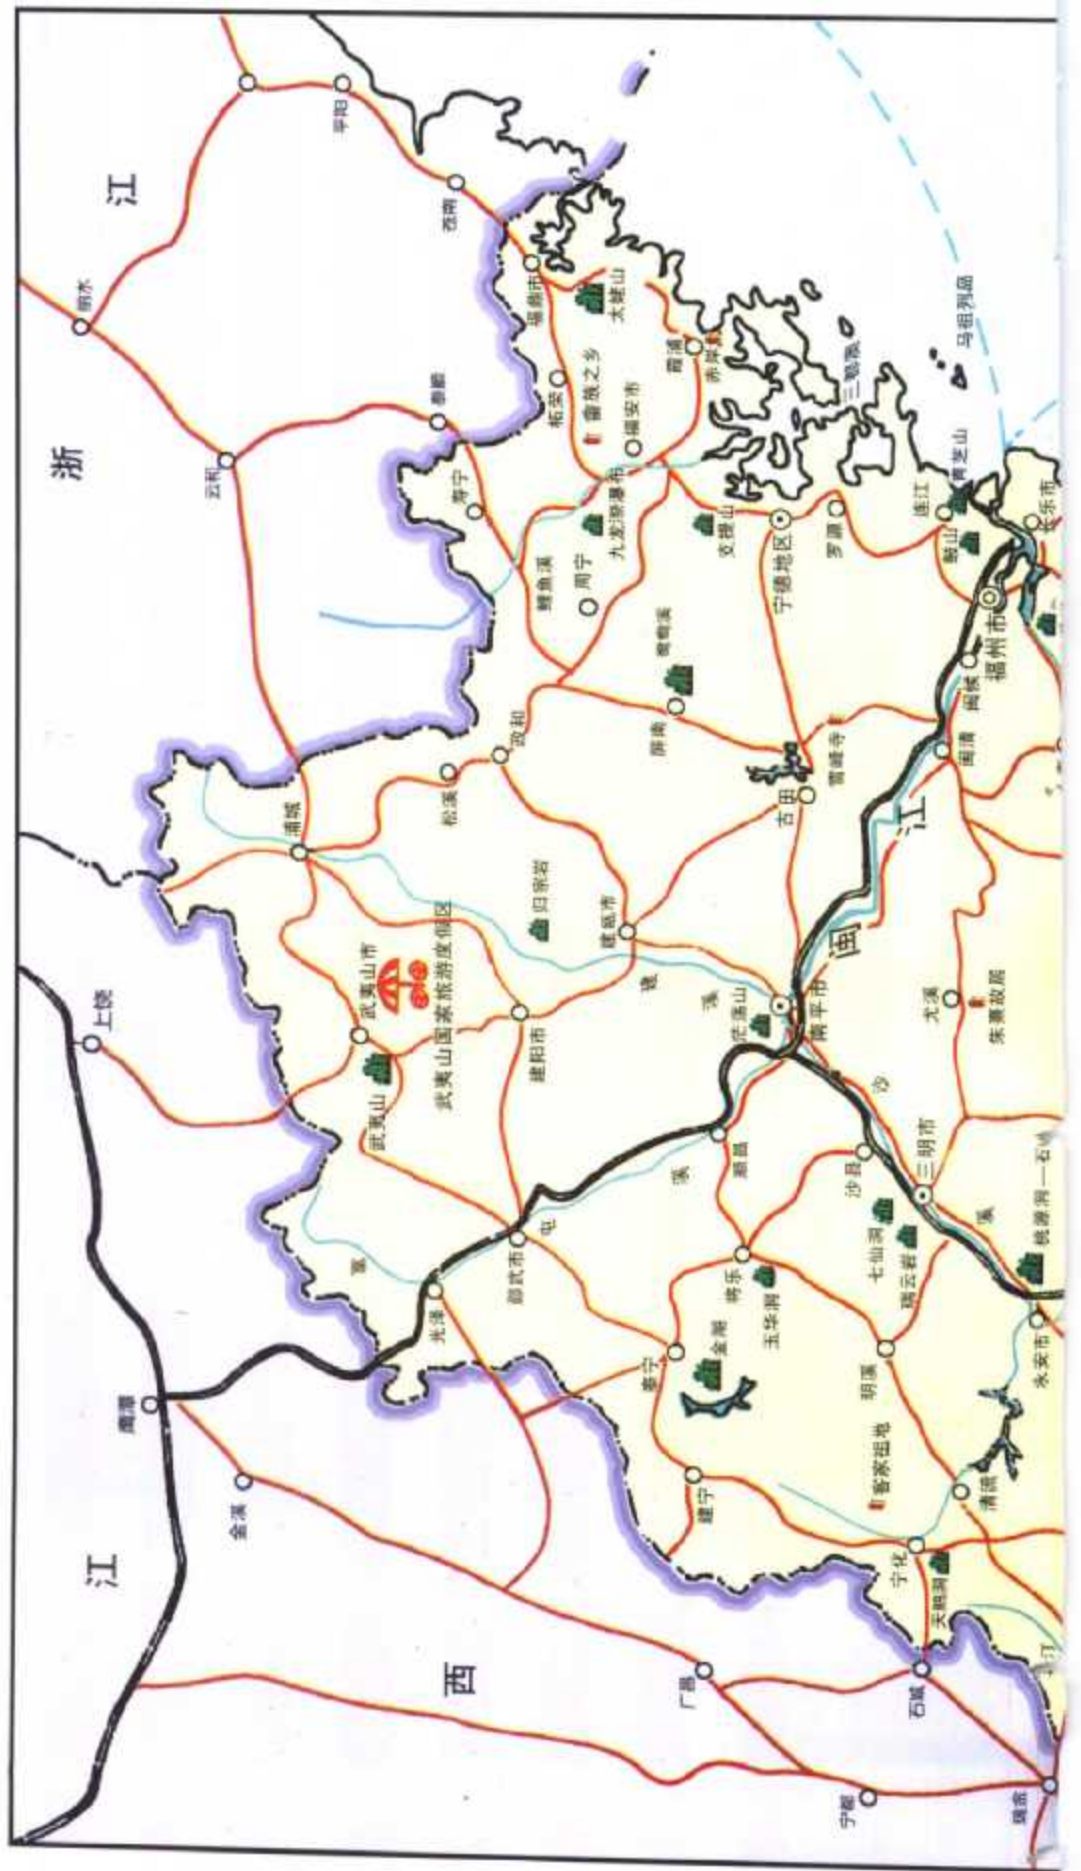 浙
江
江
西
上饶
鹰潭
金溪
广昌
宁都
石城
瑞金
丽水
云和
泰顺
平阳
苍南
浦城
武夷山市
武夷山国家旅游度假区
武夷山
松溪
政和
归宗岩
建瓯市
建阳市
邵武市
光泽
富
屯
溪
顺昌
将乐
玉华洞
泰宁
金湖
建宁
宁化
天鹅洞
客家祖地
清流
明溪
瑞云岩
七仙洞
沙县
三明市
沙
溪
永安市
桃源洞
南平市
茫荡山
溪
闽
江
尤溪
朱熹故居
古田
雪峰寺
闽清
闽候
福州市
鼓山
青芝山
连江
长乐市
罗源
宁德地区
支提山
屏南
鸳鸯溪
周宁
鲤鱼溪
九龙漈瀑布
寿宁
福安市
畲族之乡
柘荣
福鼎市
太姥山
霞浦
赤岸
三都澳
马祖列岛